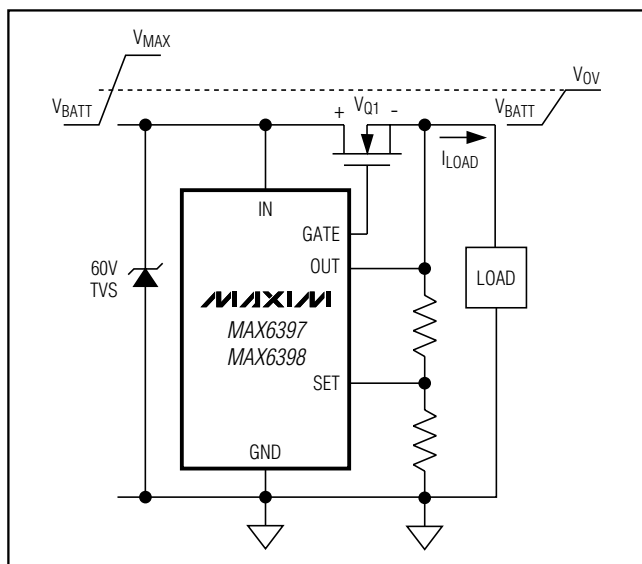 VMAX
VBATT
+ VQ1 -
VBATT
VOV
ILOAD
IN
GATE
60V
TVS
OUT
LOAD
MAXIM
MAX6397
MAX6398
SET
GND